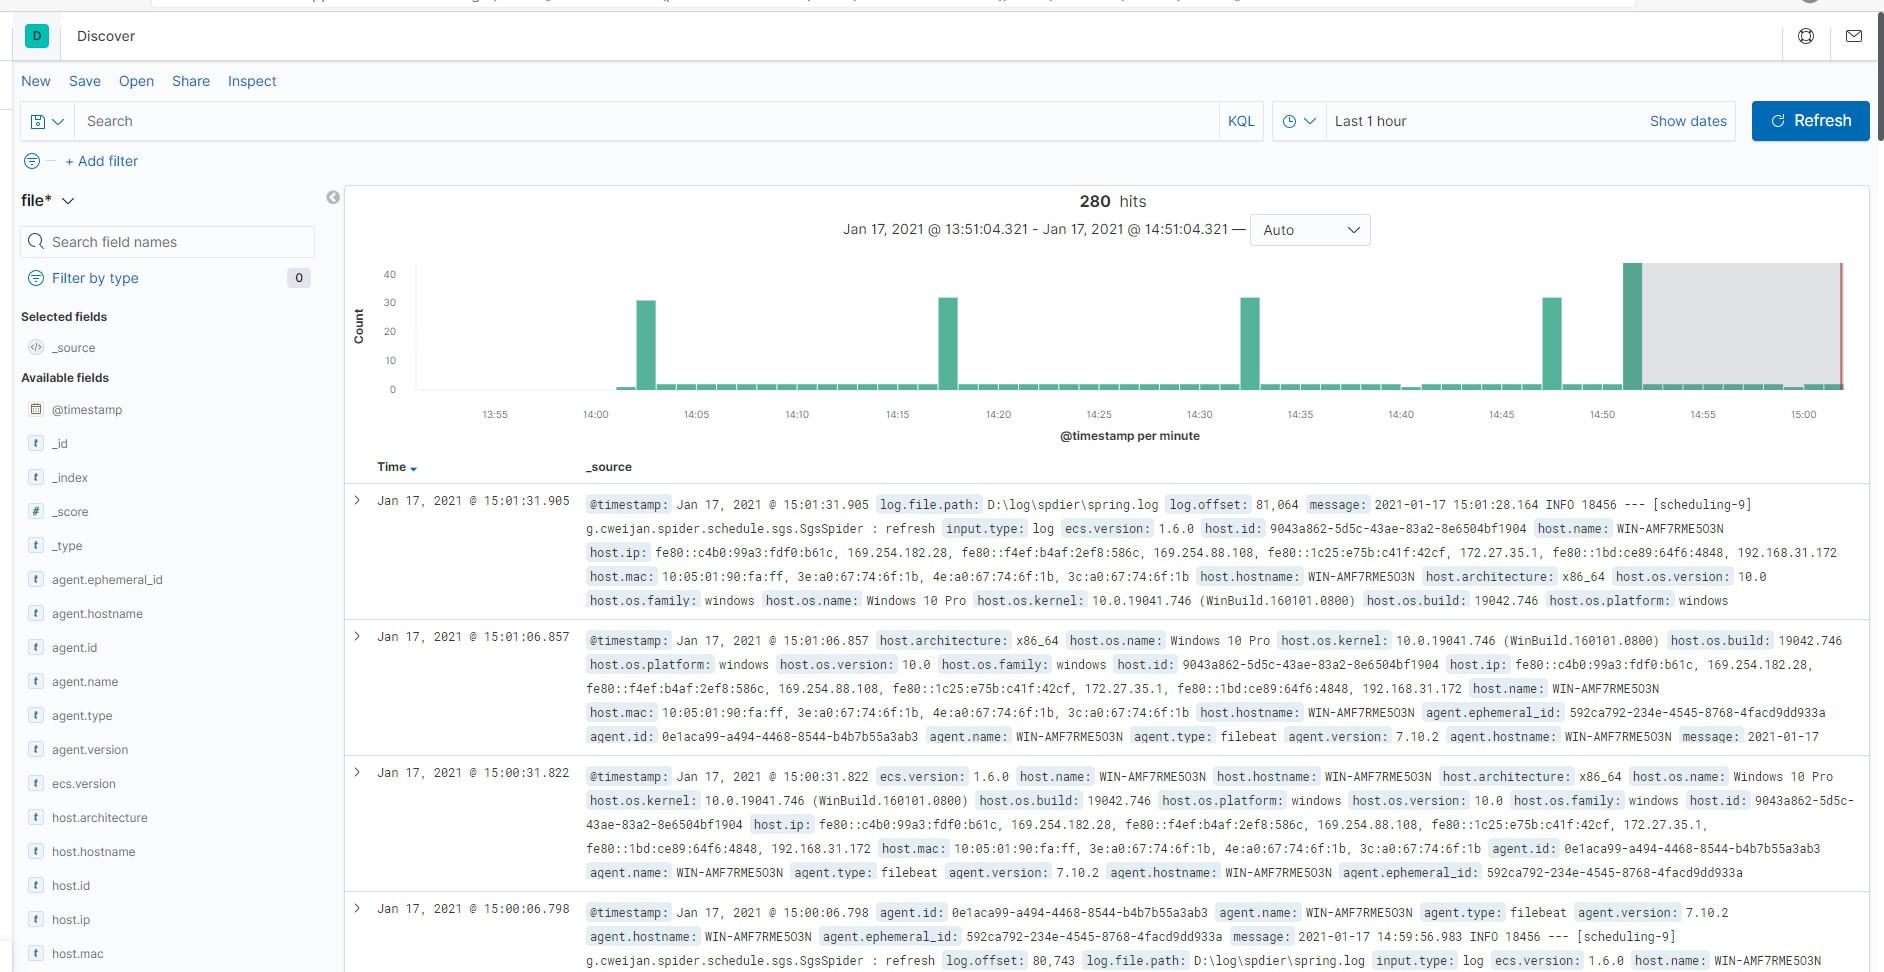 D Discover
New Save Open Share Inspect
Search KQL Last 1 hour Show dates Refresh
+ Add filter
file*
Search field names
Filter by type 0
Selected fields
_source
Available fields
@timestamp
t _id
t _index
# _score
t _type
t agent.ephemeral_id
t agent.hostname
t agent.id
t agent.name
t agent.type
t agent.version
t ecs.version
t host.architecture
t host.hostname
t host.id
t host.ip
t host.mac
280 hits
Jan 17, 2021 @ 13:51:04.321 - Jan 17, 2021 @ 14:51:04.321 — Auto
Count
40
30
20
10
0
13:55 14:00 14:05 14:10 14:15 14:20 14:25 14:30 14:35 14:40 14:45 14:50 14:55 15:00
@timestamp per minute
Time _source
Jan 17, 2021 @ 15:01:31.905 @timestamp: Jan 17, 2021 @ 15:01:31.905 log.file.path: D:\log\spdier\spring.log log.offset: 81,064 message: 2021-01-17 15:01:28.164 INFO 18456 --- [scheduling-9]
g.cweijan.spider.schedule.sgs.SgsSpider : refresh input.type: log ecs.version: 1.6.0 host.id: 9043a862-5d5c-43ae-83a2-8e6504bf1904 host.name: WIN-AMF7RME5O3N
host.ip: fe80::c4b0:99a3:fdf0:b61c, 169.254.182.28, fe80::f4ef:b4af:2ef8:586c, 169.254.88.108, fe80::1c25:e75b:c41f:42cf, 172.27.35.1, fe80::1bd:ce89:64f6:4848, 192.168.31.172
host.mac: 10:05:01:90:fa:ff, 3e:a0:67:74:6f:1b, 4e:a0:67:74:6f:1b, 3c:a0:67:74:6f:1b host.hostname: WIN-AMF7RME5O3N host.architecture: x86_64 host.os.version: 10.0
host.os.family: windows host.os.name: Windows 10 Pro host.os.kernel: 10.0.19041.746 (WinBuild.160101.0800) host.os.build: 19042.746 host.os.platform: windows
Jan 17, 2021 @ 15:01:06.857 @timestamp: Jan 17, 2021 @ 15:01:06.857 host.architecture: x86_64 host.os.name: Windows 10 Pro host.os.kernel: 10.0.19041.746 (WinBuild.160101.0800) host.os.build: 19042.746
host.os.platform: windows host.os.version: 10.0 host.os.family: windows host.id: 9043a862-5d5c-43ae-83a2-8e6504bf1904 host.ip: fe80::c4b0:99a3:fdf0:b61c, 169.254.182.28,
fe80::f4ef:b4af:2ef8:586c, 169.254.88.108, fe80::1c25:e75b:c41f:42cf, 172.27.35.1, fe80::1bd:ce89:64f6:4848, 192.168.31.172 host.name: WIN-AMF7RME5O3N
host.mac: 10:05:01:90:fa:ff, 3e:a0:67:74:6f:1b, 4e:a0:67:74:6f:1b, 3c:a0:67:74:6f:1b host.hostname: WIN-AMF7RME5O3N agent.ephemeral_id: 592ca792-234e-4545-8768-4facd9dd933a
agent.id: 0e1aca99-a494-4468-8544-b4b7b55a3ab3 agent.name: WIN-AMF7RME5O3N agent.type: filebeat agent.version: 7.10.2 agent.hostname: WIN-AMF7RME5O3N message: 2021-01-17
Jan 17, 2021 @ 15:00:31.822 @timestamp: Jan 17, 2021 @ 15:00:31.822 ecs.version: 1.6.0 host.name: WIN-AMF7RME5O3N host.hostname: WIN-AMF7RME5O3N host.architecture: x86_64 host.os.name: Windows 10 Pro
host.os.kernel: 10.0.19041.746 (WinBuild.160101.0800) host.os.build: 19042.746 host.os.platform: windows host.os.version: 10.0 host.os.family: windows host.id: 9043a862-5d5c-
43ae-83a2-8e6504bf1904 host.ip: fe80::c4b0:99a3:fdf0:b61c, 169.254.182.28, fe80::f4ef:b4af:2ef8:586c, 169.254.88.108, fe80::1c25:e75b:c41f:42cf, 172.27.35.1,
fe80::1bd:ce89:64f6:4848, 192.168.31.172 host.mac: 10:05:01:90:fa:ff, 3e:a0:67:74:6f:1b, 4e:a0:67:74:6f:1b, 3c:a0:67:74:6f:1b agent.id: 0e1aca99-a494-4468-8544-b4b7b55a3ab3
agent.name: WIN-AMF7RME5O3N agent.type: filebeat agent.version: 7.10.2 agent.hostname: WIN-AMF7RME5O3N agent.ephemeral_id: 592ca792-234e-4545-8768-4facd9dd933a
Jan 17, 2021 @ 15:00:06.798 @timestamp: Jan 17, 2021 @ 15:00:06.798 agent.id: 0e1aca99-a494-4468-8544-b4b7b55a3ab3 agent.name: WIN-AMF7RME5O3N agent.type: filebeat agent.version: 7.10.2
agent.hostname: WIN-AMF7RME5O3N agent.ephemeral_id: 592ca792-234e-4545-8768-4facd9dd933a message: 2021-01-17 14:59:56.983 INFO 18456 --- [scheduling-9]
g.cweijan.spider.schedule.sgs.SgsSpider : refresh log.offset: 80,743 log.file.path: D:\log\spdier\spring.log input.type: log ecs.version: 1.6.0 host.name: WIN-AMF7RME5O3N